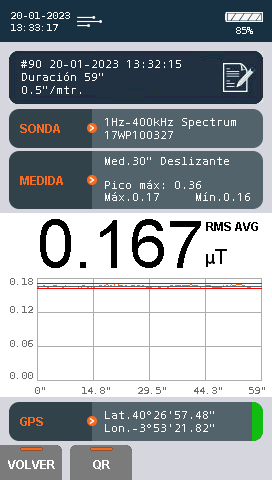 20-01-2023
13:33:17
85%
#90 20-01-2023 13:32:15
Duración 59"
0.5"/mtr.
SONDA
1Hz-400kHz Spectrum
17WP100327
MEDIDA
Med.30" Deslizante
Pico máx: 0.36
Máx.0.17 Mín.0.16
0.167 RMS AVG
µT
0.18
0.12
0.06
0.00
0" 14.8" 29.5" 44.3" 59"
GPS
Lat.40°26'57.48"
Lon.-3°53'21.82"
VOLVER QR